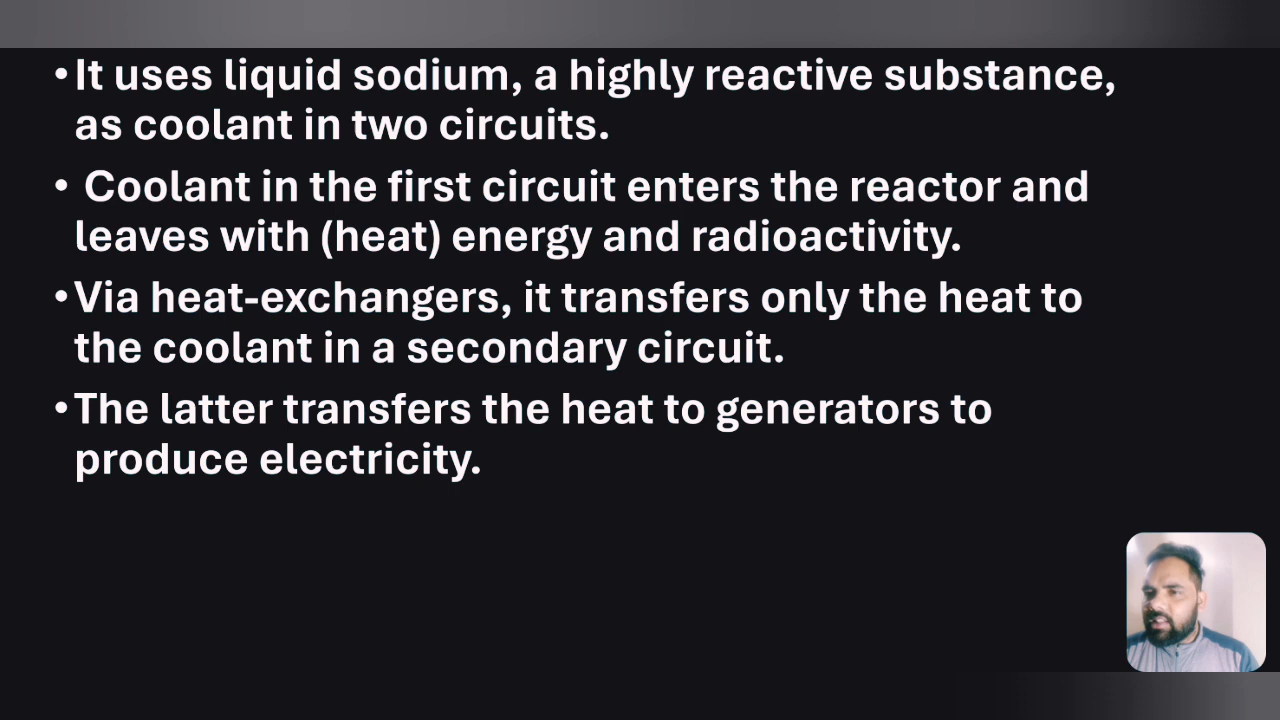 •It uses liquid sodium, a highly reactive substance,
as coolant in two circuits.
• Coolant in the first circuit enters the reactor and
leaves with (heat) energy and radioactivity.
•Via heat-exchangers, it transfers only the heat to
the coolant in a secondary circuit.
•The latter transfers the heat to generators to
produce electricity.